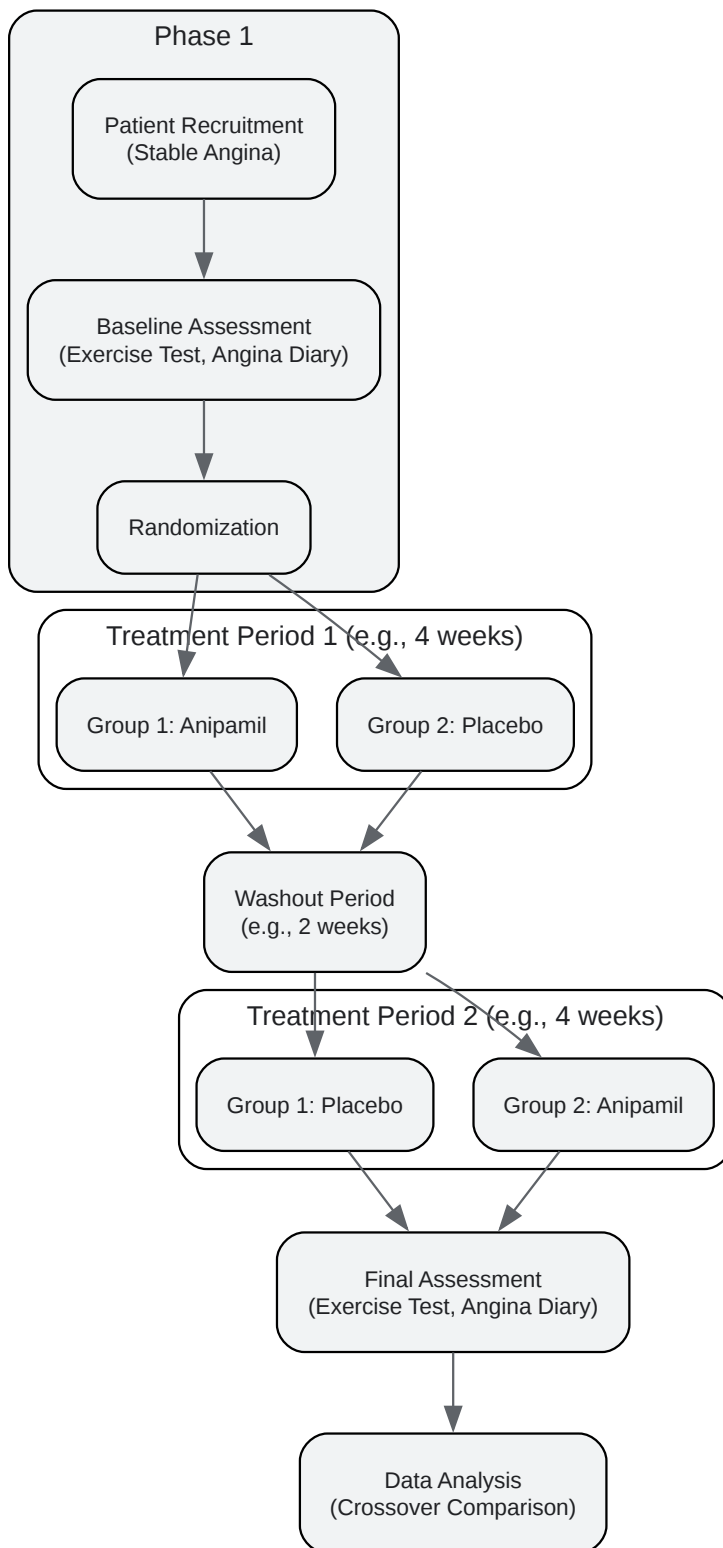 Phase 1
Patient Recruitment
(Stable Angina)
Baseline Assessment
(Exercise Test, Angina Diary)
Randomization
Treatment Period 1 (e.g., 4 weeks)
Group 1: Anipamil
Group 2: Placebo
Washout Period
(e.g., 2 weeks)
Treatment Period 2 (e.g., 4 weeks)
Group 1: Placebo
Group 2: Anipamil
Final Assessment
(Exercise Test, Angina Diary)
Data Analysis
(Crossover Comparison)